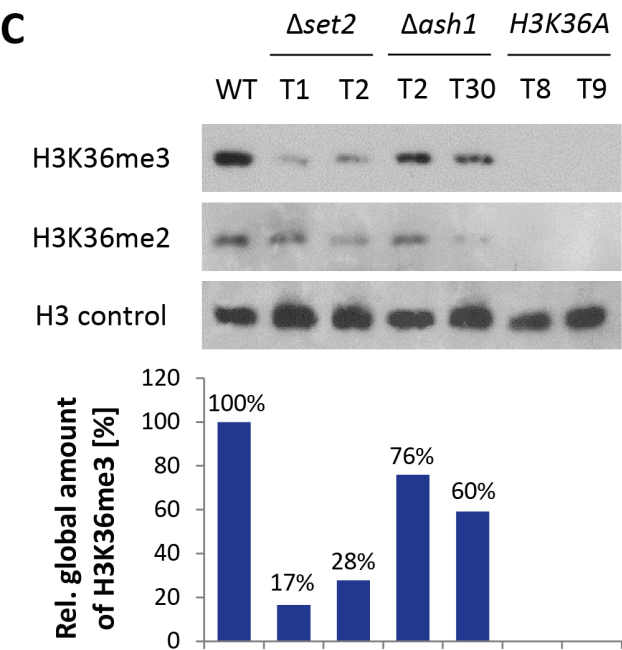 C
Δset2 Δash1 H3K36A
WT T1 T2 T2 T30 T8 T9
H3K36me3
H3K36me2
H3 control
Rel. global amount
of H3K36me3 [%]
120
100
80
60
40
20
0
100%
17%
28%
76%
60%